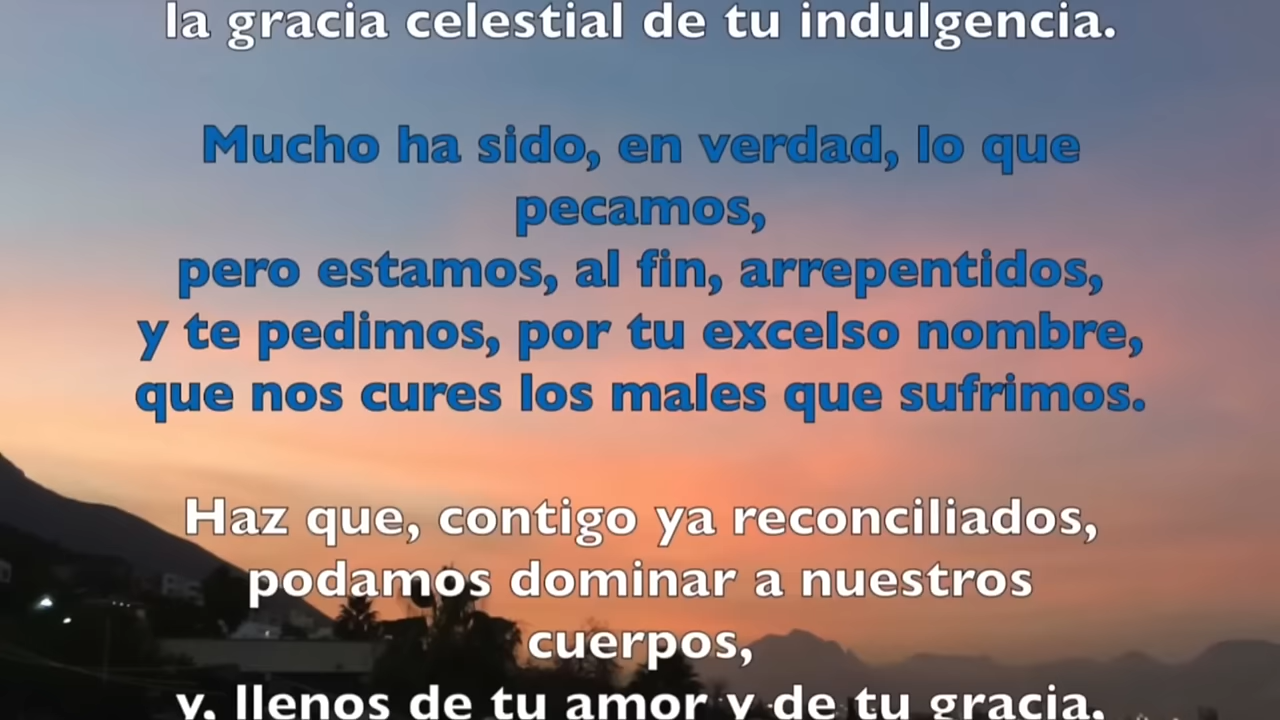 la gracia celestial de tu indulgencia.
Mucho ha sido, en verdad, lo que
pecamos,
pero estamos, al fin, arrepentidos,
y te pedimos, por tu excelso nombre,
que nos cures los males que sufrimos.
Haz que, contigo ya reconciliados,
podamos dominar a nuestros
cuerpos,
y, llenos de tu amor y de tu gracia,